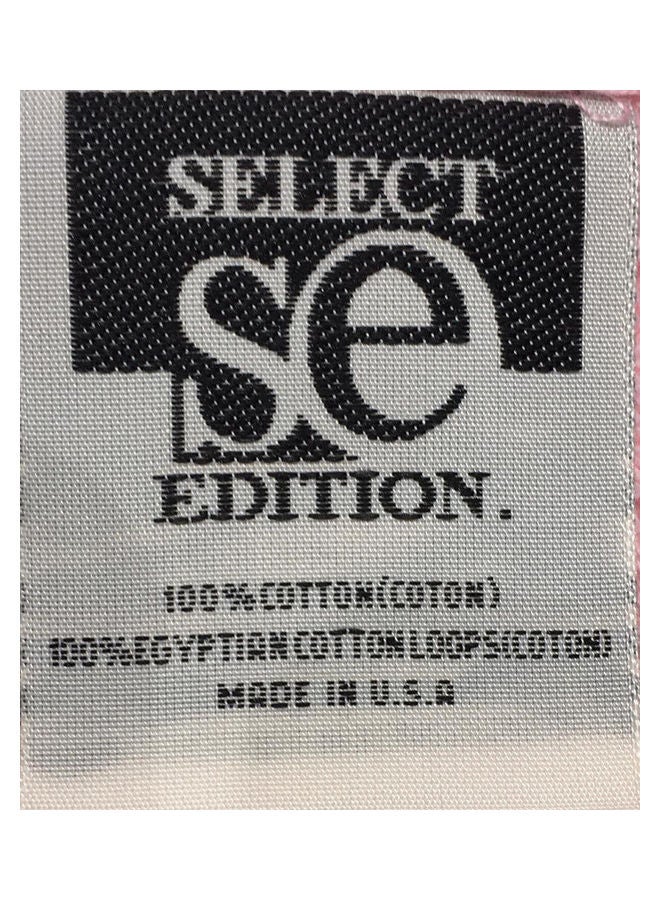 SELECT
se
EDITION.
100%COTTON(COTON)
100%EGYPTIAN COTTON LOOPS(COTON)
MADE IN U.S.A